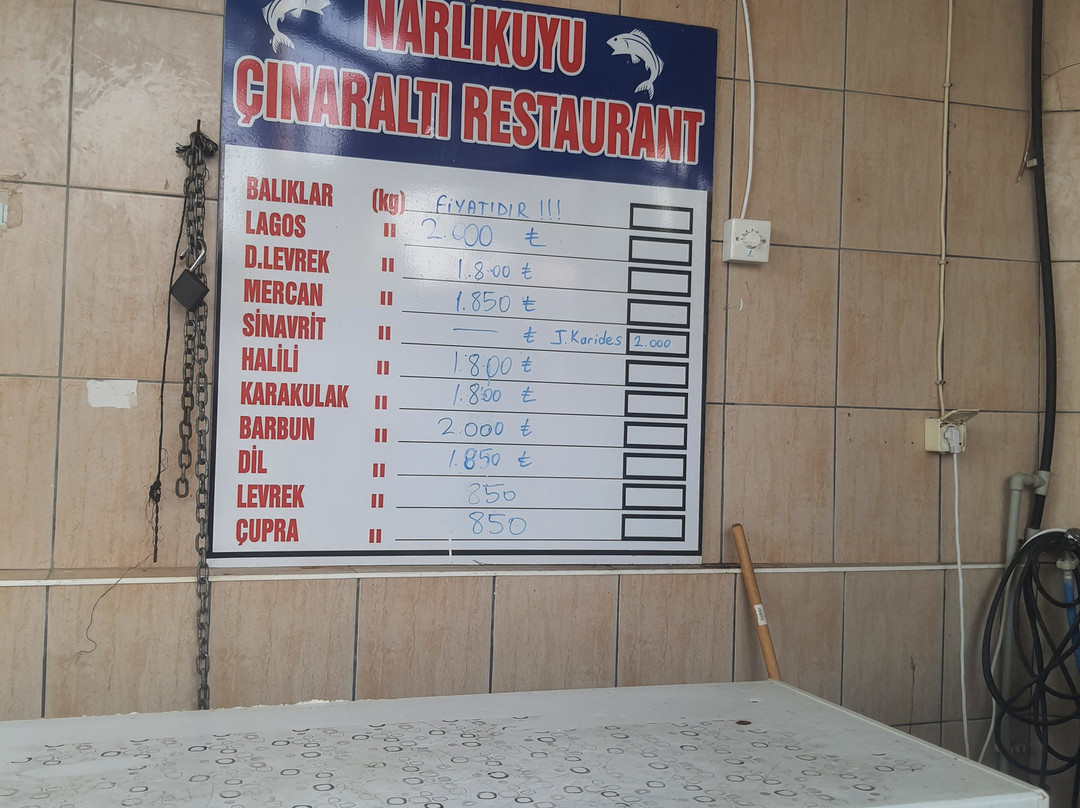 NARLIKUYU
ÇINARALTI RESTAURANT
BALIKLAR (kg) FİYATIDIR !!!
LAGOS " 2.000 ₺
D.LEVREK " 1.800 ₺
MERCAN " 1.850 ₺
SİNAVRİT " — ₺ J.Karides 2.000
HALİLİ " 1.800 ₺
KARAKULAK " 1.800 ₺
BARBUN " 2.000 ₺
DİL " 1.850 ₺
LEVREK " 850
ÇUPRA " 850